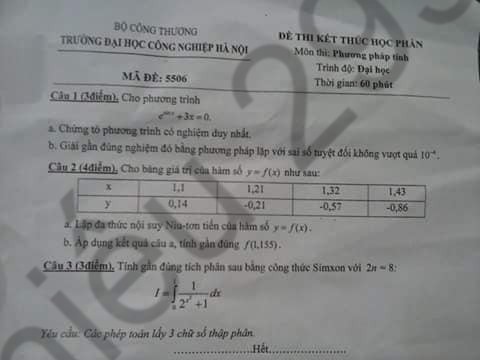 BỘ CÔNG THƯƠNG
TRƯỜNG ĐẠI HỌC CÔNG NGHIỆP HÀ NỘI
MÃ ĐỀ: 5506
ĐỀ THI KẾT THÚC HỌC PHẦN
Môn thi: Phương pháp tính
Trình độ: Đại học
Thời gian: 60 phút
Câu 1 (3điểm). Cho phương trình
+3x = 0.
a. Chứng tỏ phương trình có nghiệm duy nhất.
b. Giải gần đúng nghiệm đó bằng phương pháp lặp với sai số tuyệt đối không vượt quá 10⁻⁴.
Câu 2 (4điểm). Cho bảng giá trị của hàm số y = f(x) như sau:
x 1,1 1,21 1,32 1,43
y 0,14 -0,21 -0,57 -0,86
a. Lập đa thức nội suy Niu-tơn tiến của hàm số y = f(x).
b. Áp dụng kết quả câu a, tính gần đúng f(1,155).
Câu 3 (3điểm). Tính gần đúng tích phân sau bằng công thức Simxon với 2n = 8:
I = ∫ 1/(2^(x²)+1) dx
Yêu cầu: Các phép toán lấy 3 chữ số thập phân.
........................Hết........................